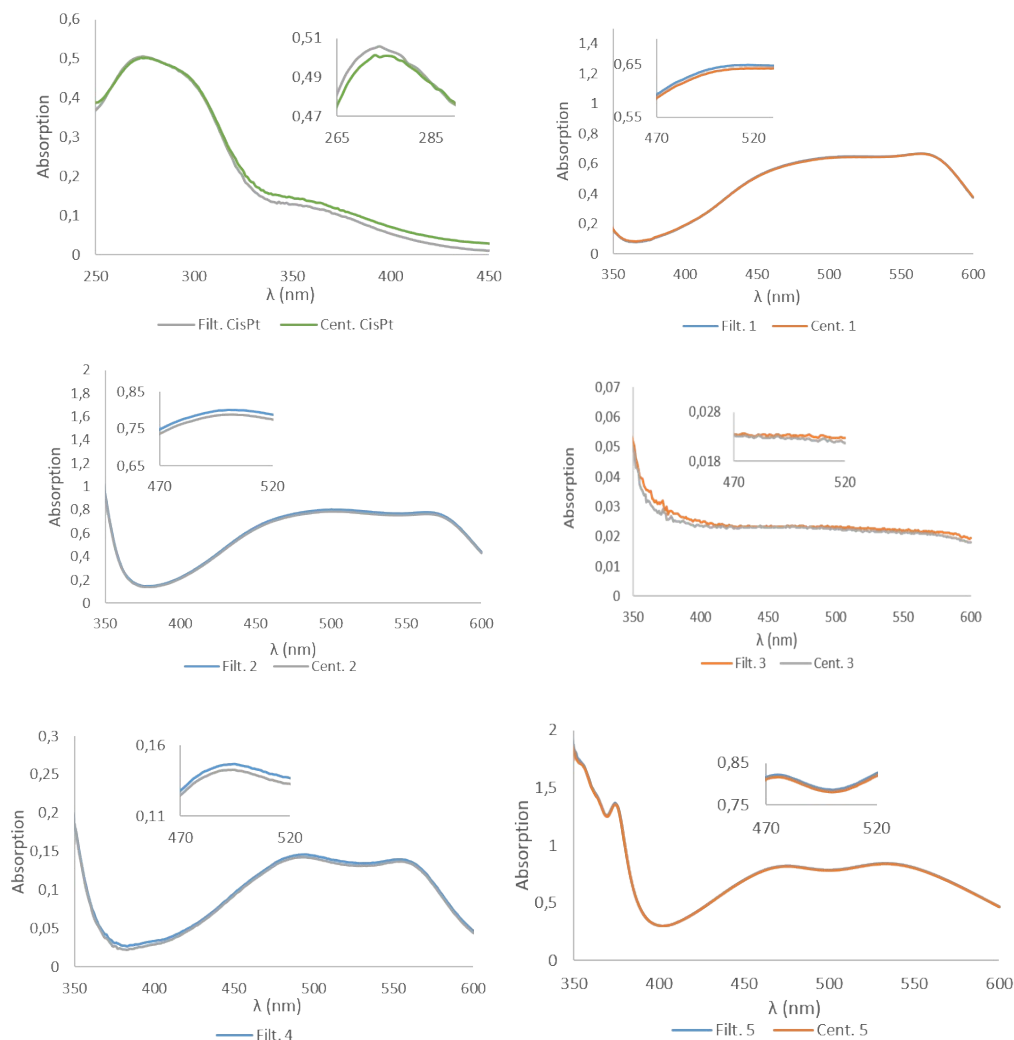 0,6
0,5
0,4
0,3
0,2
0,1
0
Absorption
0,51
0,49
0,47
265 285
250 300 350 400 450
λ (nm)
Filt. CisPt Cent. CisPt
1,4
1,2
1
0,8
0,6
0,4
0,2
0
Absorption
0,65
0,55
470 520
350 400 450 500 550 600
λ (nm)
Filt. 1 Cent. 1
2
1,8
1,6
1,4
1,2
1
0,8
0,6
0,4
0,2
0
Absorption
0,85
0,75
0,65
470 520
350 400 450 500 550 600
λ (nm)
Filt. 2 Cent. 2
0,07
0,06
0,05
0,04
0,03
0,02
0,01
0
Absorption
0,028
0,018
470 520
350 400 450 500 550 600
λ (nm)
Filt. 3 Cent. 3
0,3
0,25
0,2
0,15
0,1
0,05
0
Absorption
0,16
0,11
470 520
350 400 450 500 550 600
λ (nm)
Filt. 4
2
1,5
1
0,5
0
Absorption
0,85
0,75
470 520
350 400 450 500 550 600
λ (nm)
Filt. 5 Cent. 5